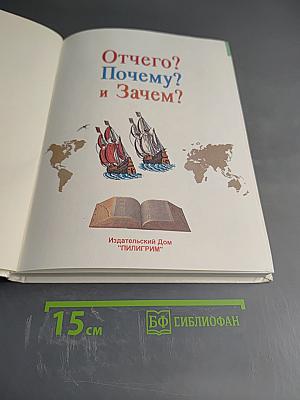 Отчего?
Почему?
и Зачем?
Издательский Дом
"ПИЛИГРИМ"
15 см
БФ БИБЛИОФАН